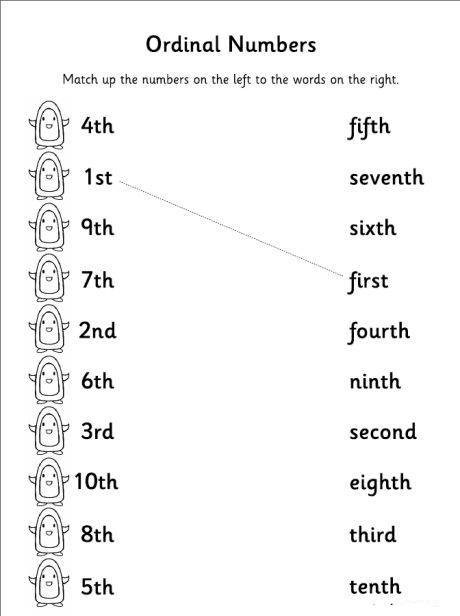 Ordinal Numbers
Match up the numbers on the left to the words on the right.
4th fifth
1st seventh
9th sixth
7th first
2nd fourth
6th ninth
3rd second
10th eighth
8th third
5th tenth